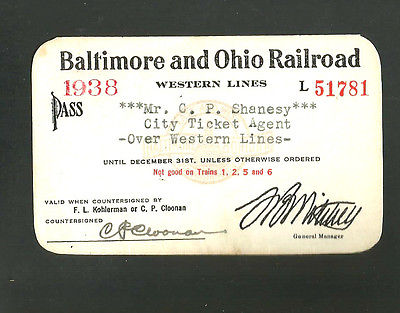 Baltimore and Ohio Railroad
1938 WESTERN LINES L 51781
PASS ***Mr. C. P. Shanesy***
City Ticket Agent
-Over Western Lines-
UNTIL DECEMBER 31ST, UNLESS OTHERWISE ORDERED
Not good on Trains 1, 2, 5 and 6
VALID WHEN COUNTERSIGNED BY
F. L. Kohlerman or C. P. Cloonan
COUNTERSIGNED
C P Cloonan
General Manager